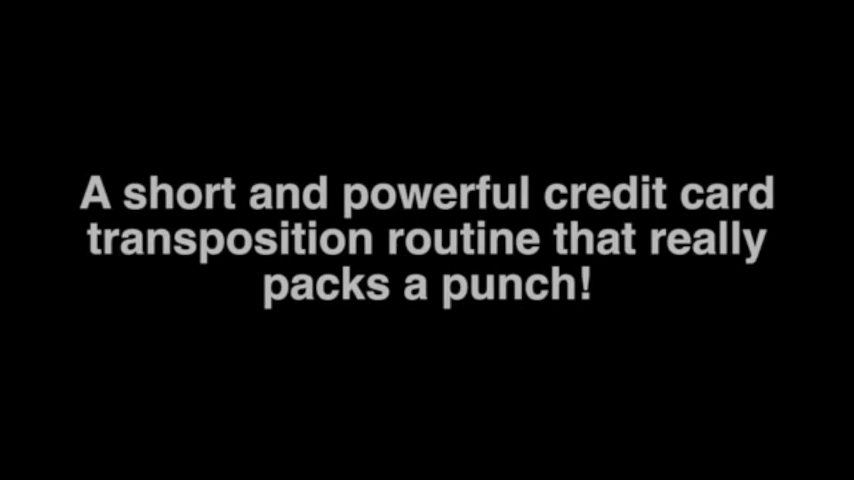 A short and powerful credit card
transposition routine that really
packs a punch!